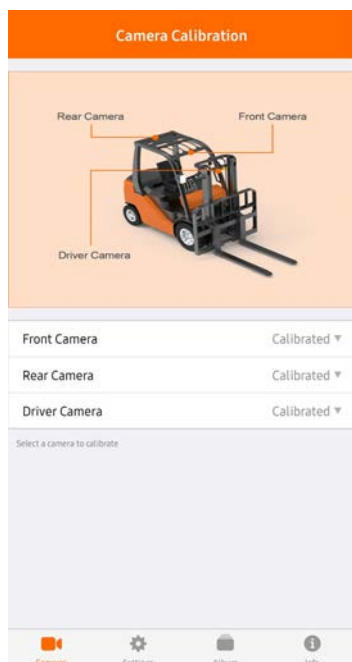 Camera Calibration
Rear Camera
Front Camera
Driver Camera
Front Camera Calibrated ▼
Rear Camera Calibrated ▼
Driver Camera Calibrated ▼
Select a camera to calibrate